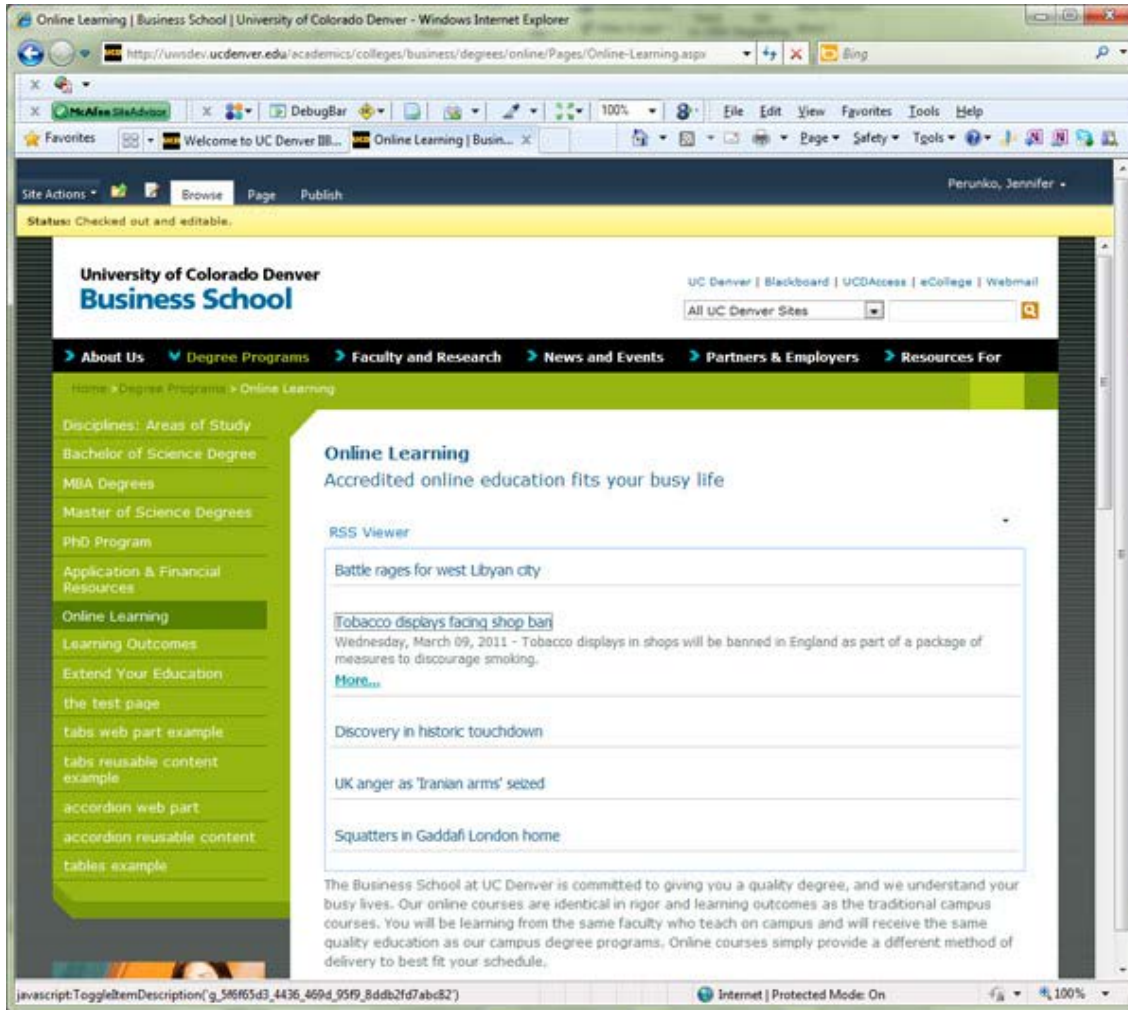 Online Learning | Business School | University of Colorado Denver - Windows Internet Explorer
http://uwsdev.ucdenver.edu/academics/colleges/business/degrees/online/Pages/Online-Learning.aspx
Bing
McAfee SiteAdvisor DebugBar 100% File Edit View Favorites Tools Help
Favorites Welcome to UC Denver BB... Online Learning | Busin... Page Safety Tools
Site Actions Browse Page Publish Perunko, Jennifer
Status: Checked out and editable.
University of Colorado Denver
Business School
UC Denver | Blackboard | UCDAccess | eCollege | Webmail
All UC Denver Sites
About Us Degree Programs Faculty and Research News and Events Partners & Employers Resources For
Home > Degree Programs > Online Learning
Disciplines: Areas of Study
Bachelor of Science Degree
MBA Degrees
Master of Science Degrees
PhD Program
Application & Financial
Resources
Online Learning
Learning Outcomes
Extend Your Education
the test page
tabs web part example
tabs reusable content
example
accordion web part
accordion reusable content
tables example
Online Learning
Accredited online education fits your busy life
RSS Viewer
Battle rages for west Libyan city
Tobacco displays facing shop ban
Wednesday, March 09, 2011 - Tobacco displays in shops will be banned in England as part of a package of
measures to discourage smoking.
More...
Discovery in historic touchdown
UK anger as 'Iranian arms' seized
Squatters in Gaddafi London home
The Business School at UC Denver is committed to giving you a quality degree, and we understand your
busy lives. Our online courses are identical in rigor and learning outcomes as the traditional campus
courses. You will be learning from the same faculty who teach on campus and will receive the same
quality education as our campus degree programs. Online courses simply provide a different method of
delivery to best fit your schedule.
javascript:ToggleItemDescription('g_5f6f65d3_4436_469d_95f9_8ddb2fd7abc82') Internet | Protected Mode: On 100%